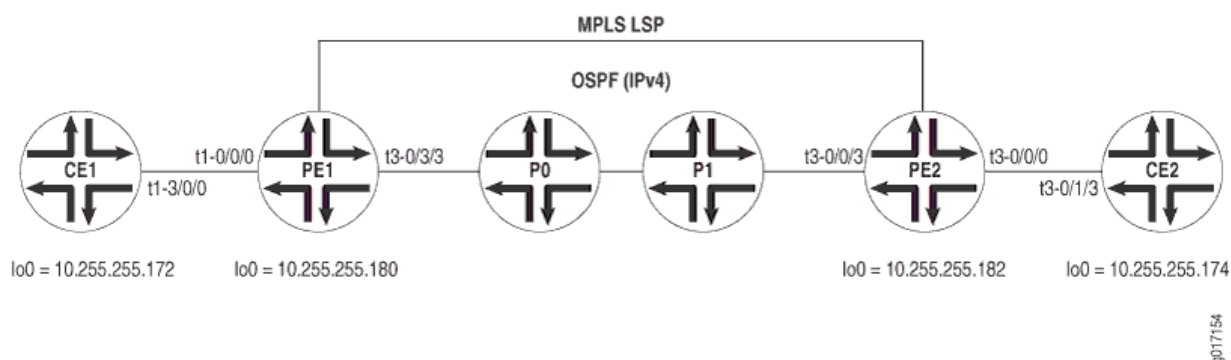 MPLS LSP
OSPF (IPv4)
t1-0/0/0
t3-0/3/3
t3-0/0/3
t3-0/0/0
CE1
PE1
P0
P1
PE2
CE2
t1-3/0/0
t3-0/1/3
lo0 = 10.255.255.172
lo0 = 10.255.255.180
lo0 = 10.255.255.182
lo0 = 10.255.255.174
g017154